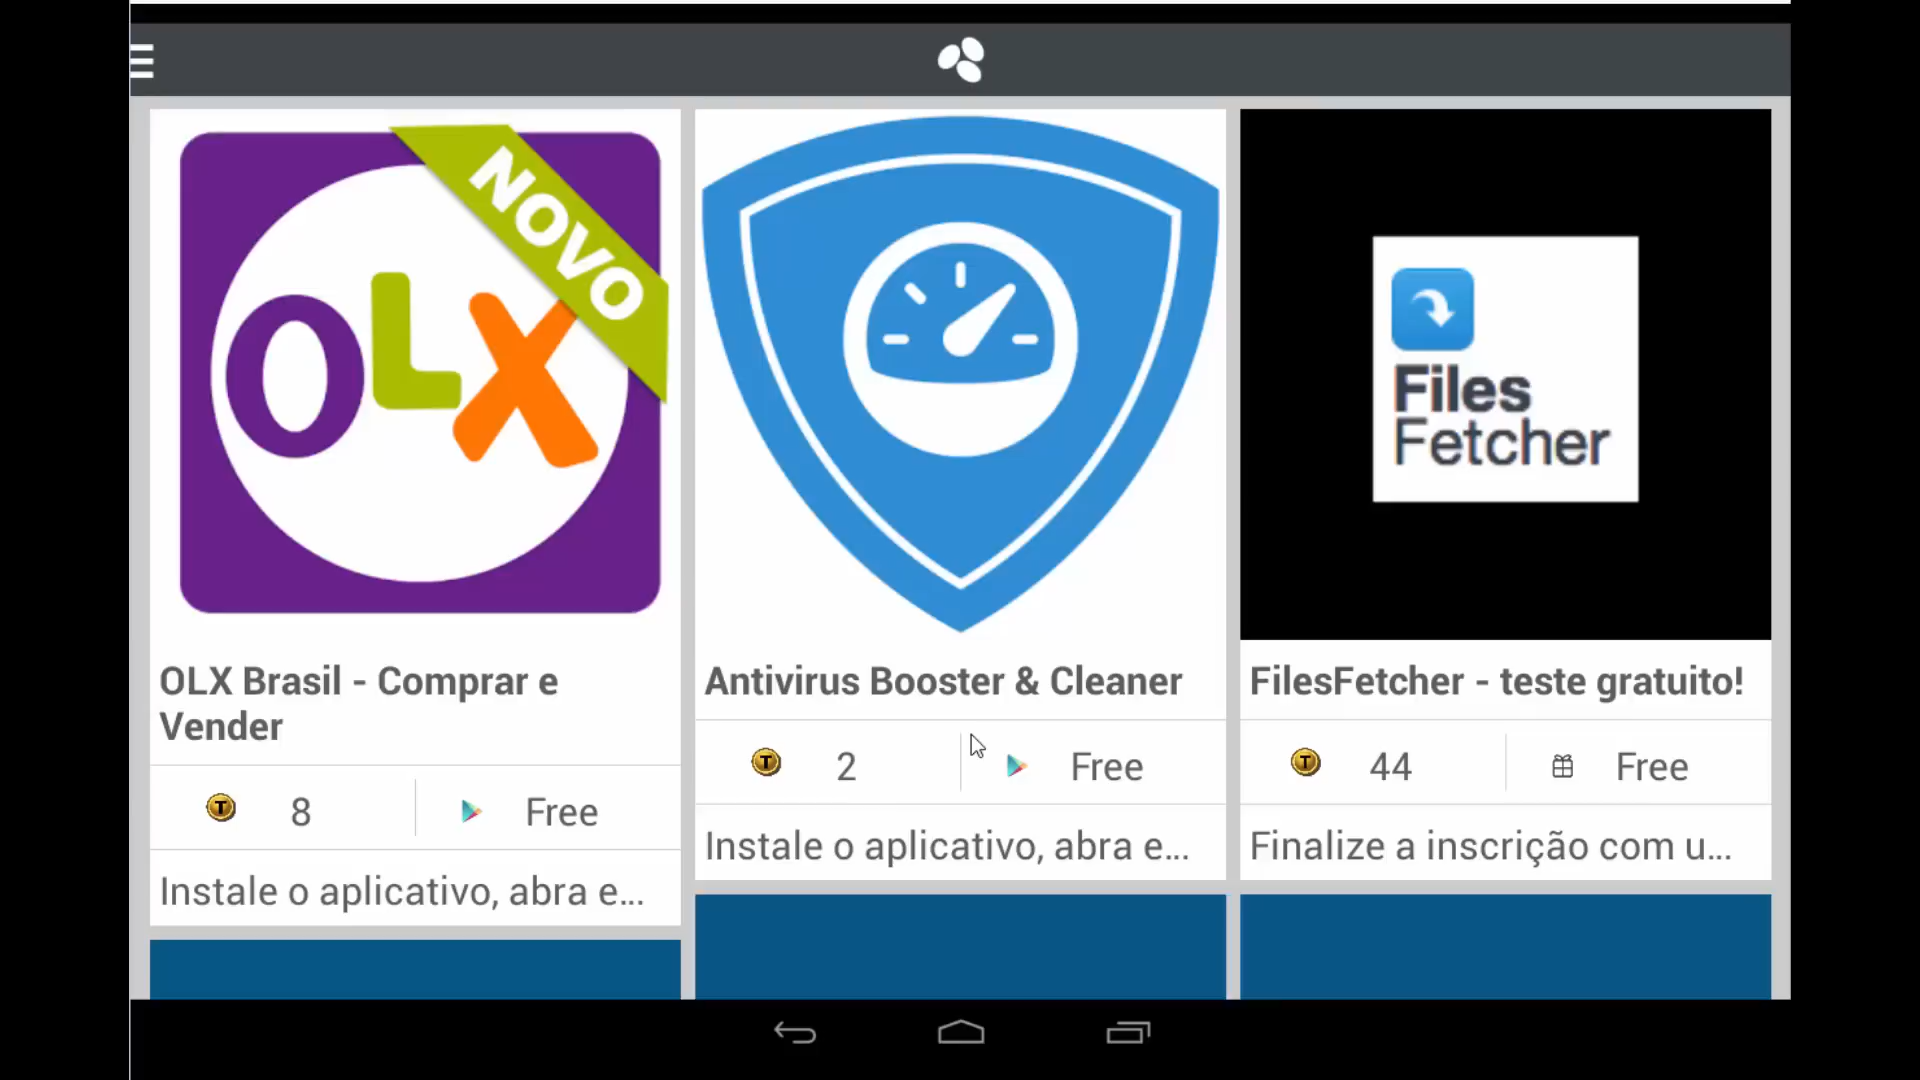 NOVO
OLX
OLX Brasil - Comprar e
Vender
T 8
Free
Instale o aplicativo, abra e...
Antivirus Booster & Cleaner
T 2
Free
Instale o aplicativo, abra e...
Files
Fetcher
FilesFetcher - teste gratuito!
T 44
Free
Finalize a inscrição com u...